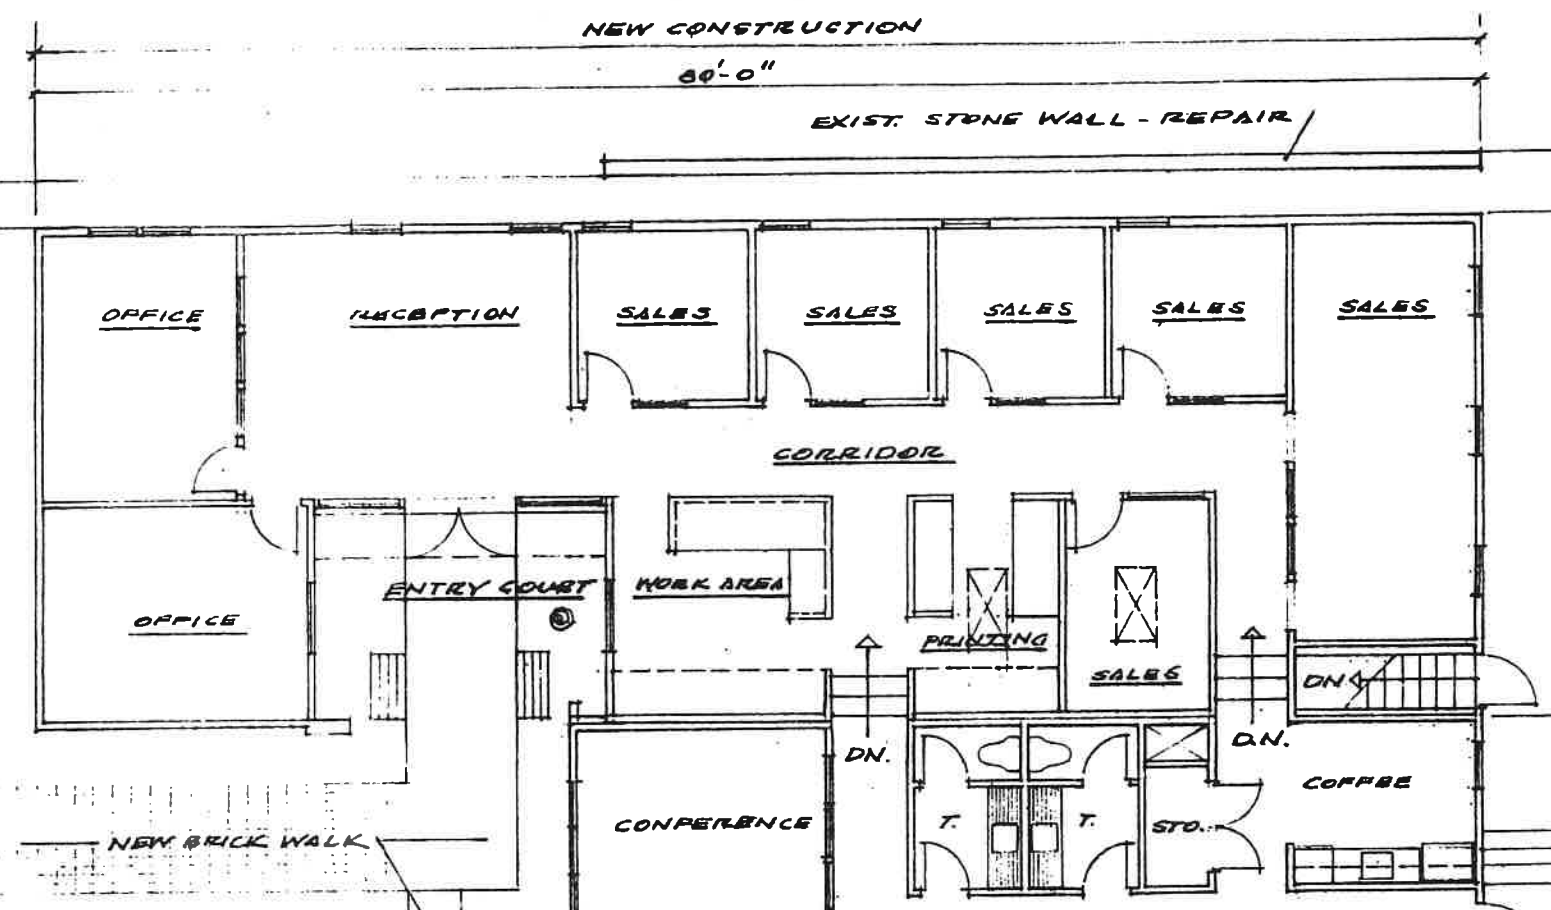 NEW CONSTRUCTION
80'-0"
EXIST. STONE WALL - REPAIR
OFFICE
RECEPTION
SALES
SALES
SALES
SALES
SALES
CORRIDOR
ENTRY COURT
WORK AREA
OFFICE
PRINTING
SALES
DN
DN.
DN.
COFFEE
NEW BRICK WALK
CONFERENCE
T.
T.
STO.